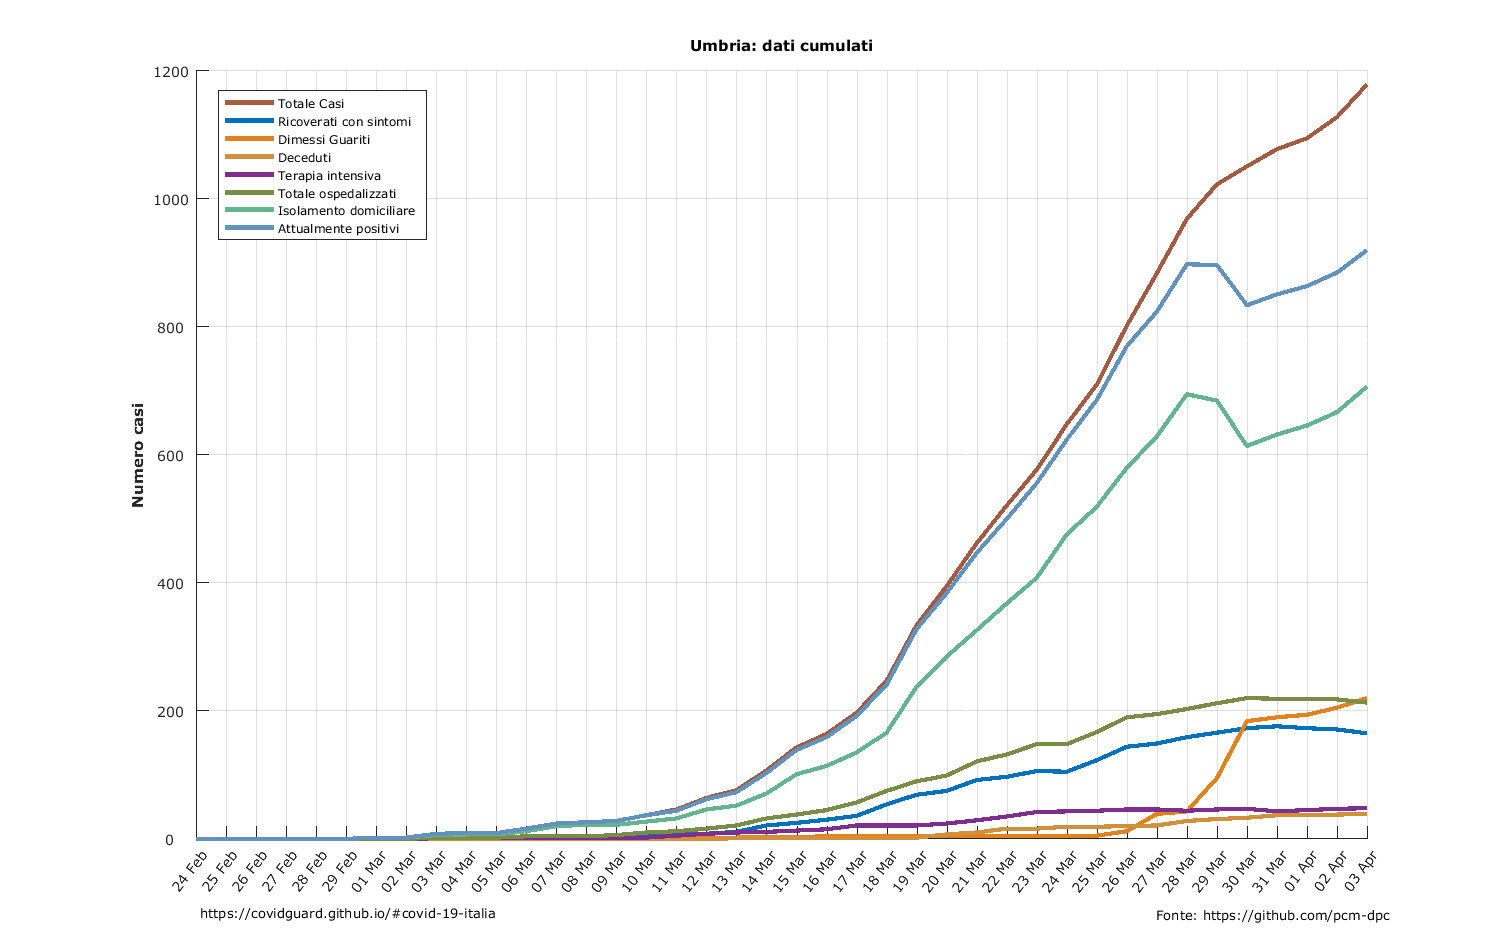 Umbria: dati cumulati
1200
1000
800
600
400
200
0
Numero casi
Totale Casi
Ricoverati con sintomi
Dimessi Guariti
Deceduti
Terapia intensiva
Totale ospedalizzati
Isolamento domiciliare
Attualmente positivi
24 Feb
25 Feb
26 Feb
27 Feb
28 Feb
29 Feb
01 Mar
02 Mar
03 Mar
04 Mar
05 Mar
06 Mar
07 Mar
08 Mar
09 Mar
10 Mar
11 Mar
12 Mar
13 Mar
14 Mar
15 Mar
16 Mar
17 Mar
18 Mar
19 Mar
20 Mar
21 Mar
22 Mar
23 Mar
24 Mar
25 Mar
26 Mar
27 Mar
28 Mar
29 Mar
30 Mar
31 Mar
01 Apr
02 Apr
03 Apr
https://covidguard.github.io/#covid-19-italia
Fonte: https://github.com/pcm-dpc